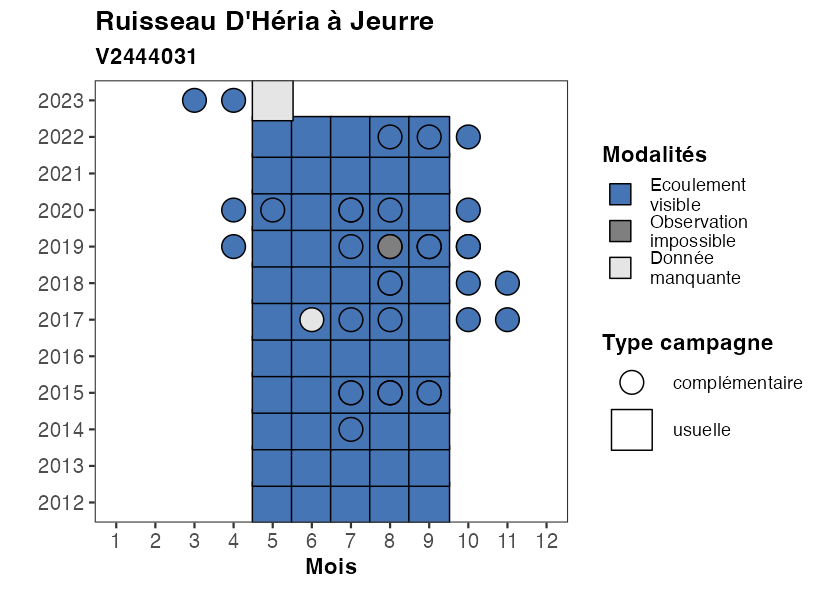 Ruisseau D'Héria à Jeurre
V2444031
2023
2022
2021
2020
2019
2018
2017
2016
2015
2014
2013
2012
1 2 3 4 5 6 7 8 9 10 11 12
Mois
Modalités
Ecoulement
visible
Observation
impossible
Donnée
manquante
Type campagne
complémentaire
usuelle